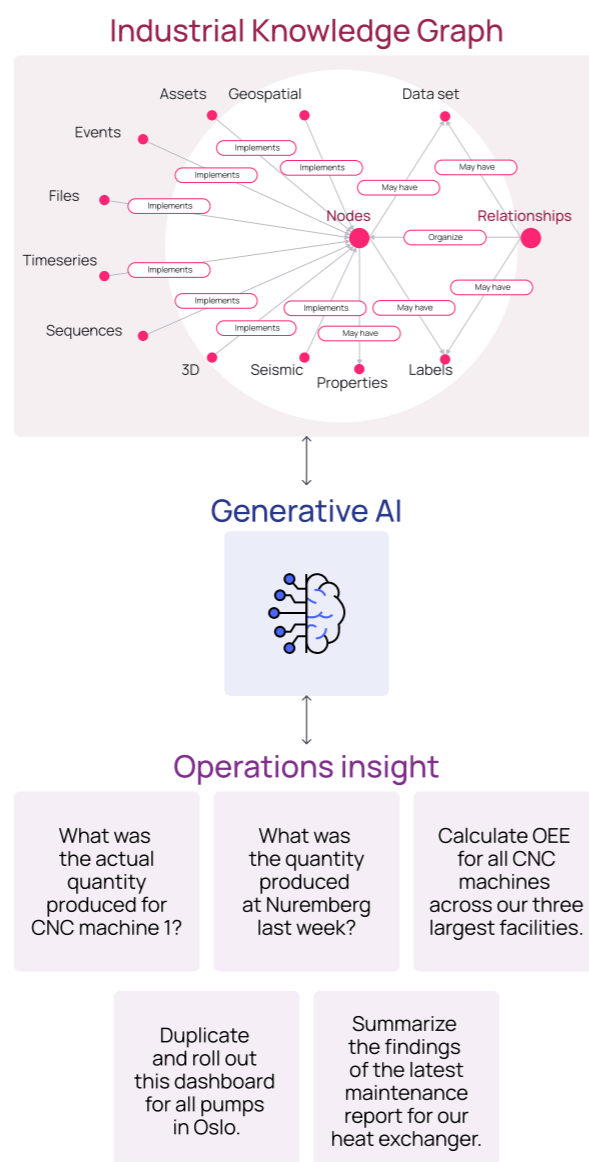 Industrial Knowledge Graph
Assets
Geospatial
Data set
Events
Implements
Implements
Implements
May have
May have
Files
Implements
Nodes
Relationships
Organize
Timeseries
Implements
May have
Implements
Implements
May have
Sequences
Implements
May have
3D
Seismic
Properties
Labels
Generative AI
Operations insight
What was
the actual
quantity
produced for
CNC machine 1?
What was
the quantity
produced
at Nuremberg
last week?
Calculate OEE
for all CNC
machines
across our three
largest facilities.
Duplicate
and roll out
this dashboard
for all pumps
in Oslo.
Summarize
the findings
of the latest
maintenance
report for our
heat exchanger.